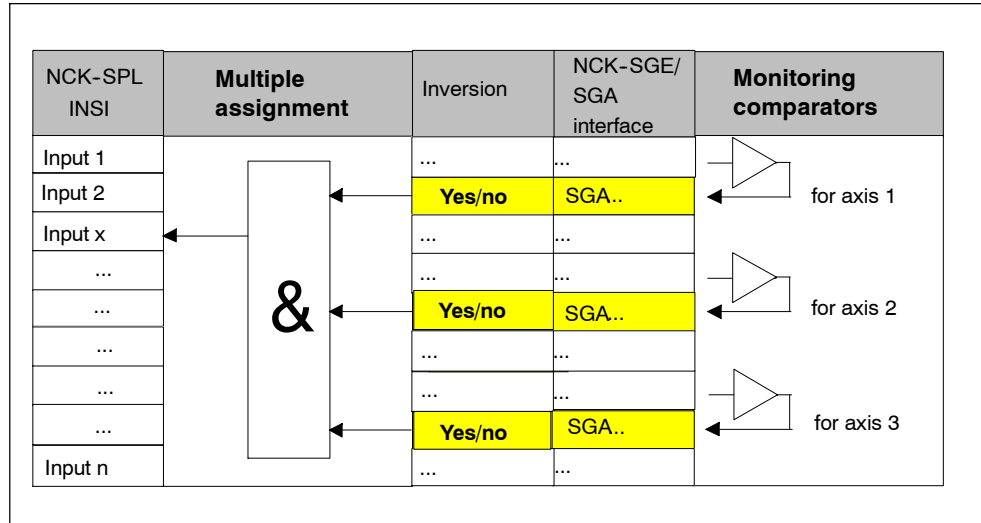 NCK-SPL
INSI
Multiple
assignment
Inversion
NCK-SGE/
SGA
interface
Monitoring
comparators
Input 1
...
...
Input 2
Yes/no
SGA..
for axis 1
Input x
...
...
...
...
...
...
&
Yes/no
SGA...
for axis 2
...
...
...
...
...
...
...
Yes/no
SGA..
for axis 3
Input n
...
...